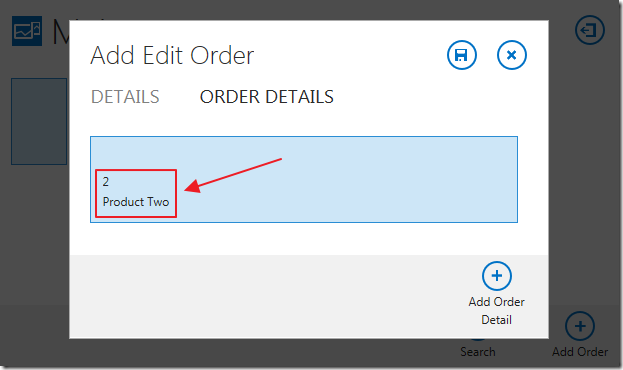 Add Edit Order
DETAILS ORDER DETAILS
2
Product Two
Add Order
Detail
Search Add Order